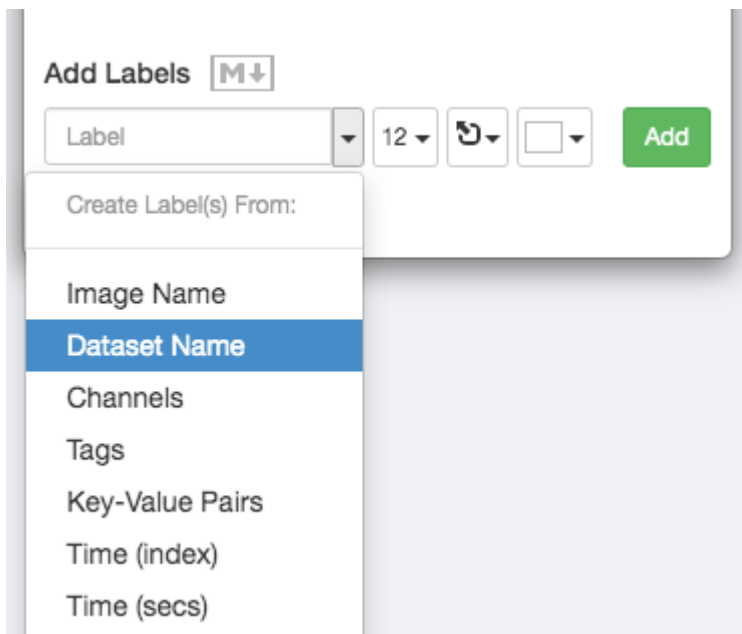 Add Labels M
Label 12 Add
Create Label(s) From:
Image Name
Dataset Name
Channels
Tags
Key-Value Pairs
Time (index)
Time (secs)